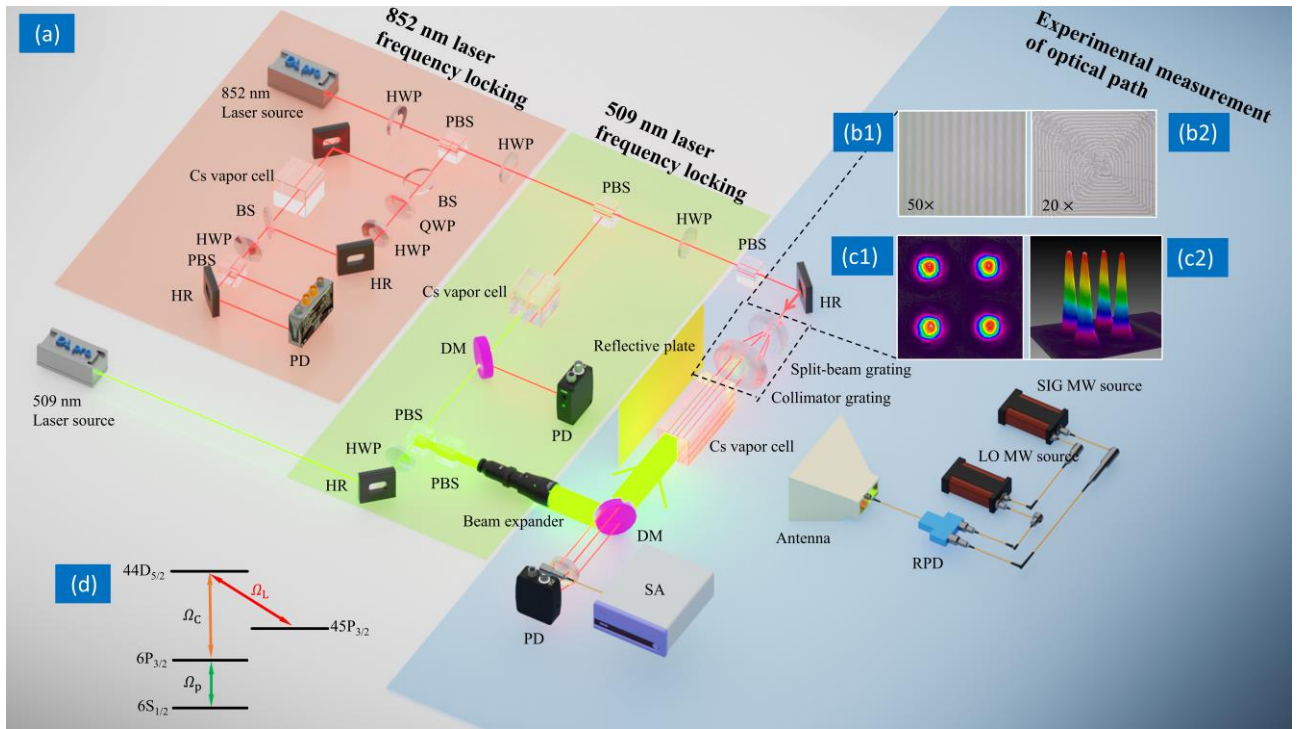 (a)
852 nm laser
frequency locking
Experimental measurement
of optical path
852 nm
Laser source
HWP
PBS
HWP
509 nm laser
frequency locking
(b1)
(b2)
50×
20 ×
Cs vapor cell
BS
BS
QWP
HWP
HWP
PBS
HR
HR
PD
PBS
HWP
PBS
HR
(c1)
(c2)
Cs vapor cell
DM
Reflective plate
Split-beam grating
Collimator grating
SIG MW source
509 nm
Laser source
PBS
PD
Cs vapor cell
LO MW source
HWP
HR
PBS
Beam expander
DM
Antenna
RPD
SA
PD
(d)
44D5/2
ΩL
ΩC
45P3/2
6P3/2
Ωp
6S1/2